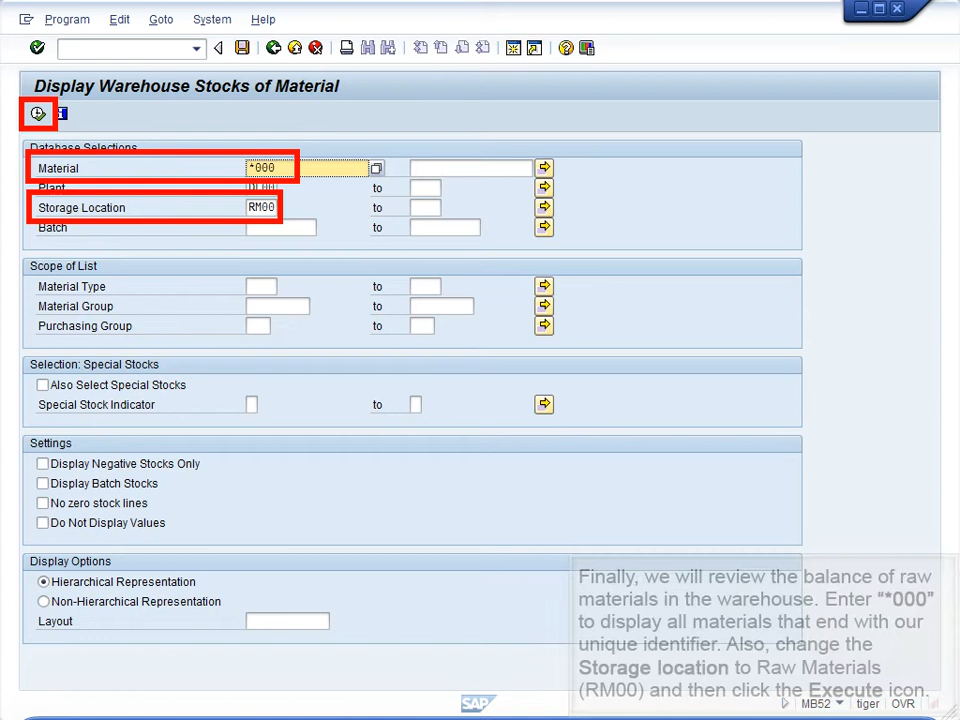 Program Edit Goto System Help
Display Warehouse Stocks of Material
Database Selections
Material *000
Plant DL00 to
Storage Location RM00 to
Batch to
Scope of List
Material Type to
Material Group to
Purchasing Group to
Selection: Special Stocks
Also Select Special Stocks
Special Stock Indicator to
Settings
Display Negative Stocks Only
Display Batch Stocks
No zero stock lines
Do Not Display Values
Display Options
Hierarchical Representation
Non-Hierarchical Representation
Layout
Finally, we will review the balance of raw
materials in the warehouse. Enter “*000”
to display all materials that end with our
unique identifier. Also, change the
Storage location to Raw Materials
(RM00) and then click the Execute icon.
SAP
MB52 tiger OVR